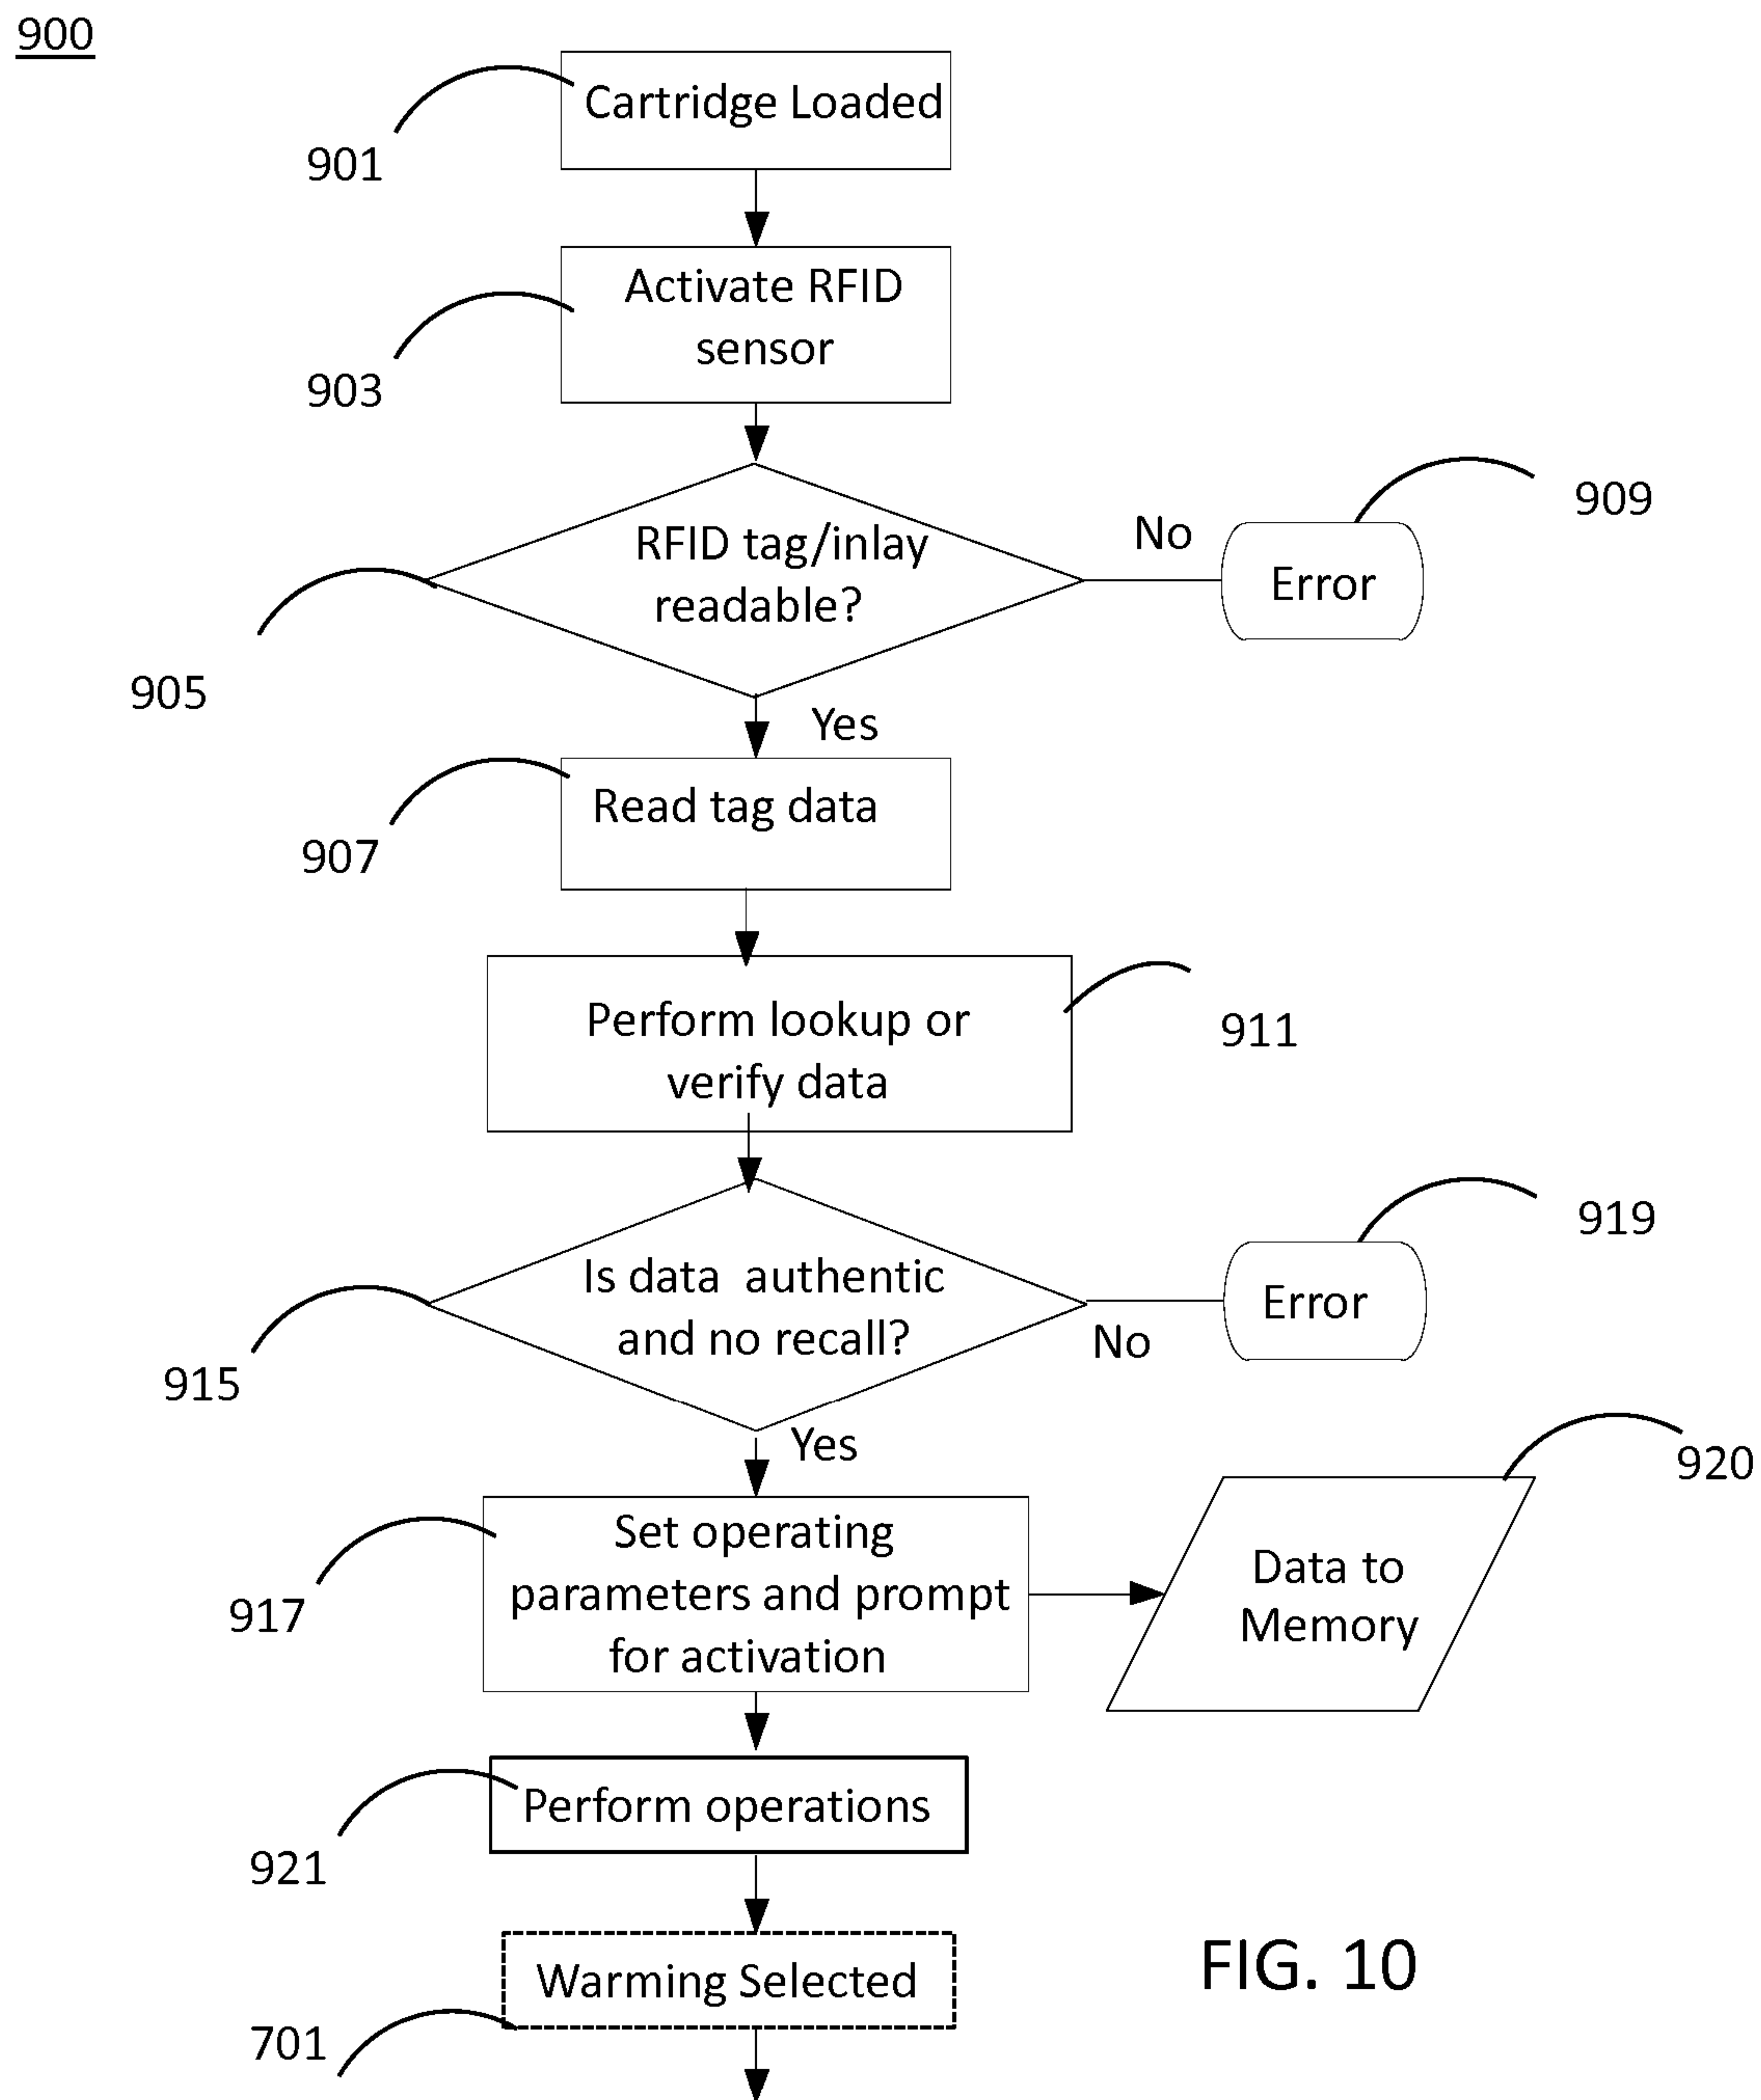 900
Cartridge Loaded
901
Activate RFID
sensor
903
909
No
RFID tag/inlay
readable?
Error
905
Yes
Read tag data
907
Perform lookup or
verify data
911
919
Is data authentic
and no recall?
Error
No
915
Yes
920
Set operating
parameters and prompt
for activation
917
Data to
Memory
Perform operations
921
Warming Selected
FIG. 10
701